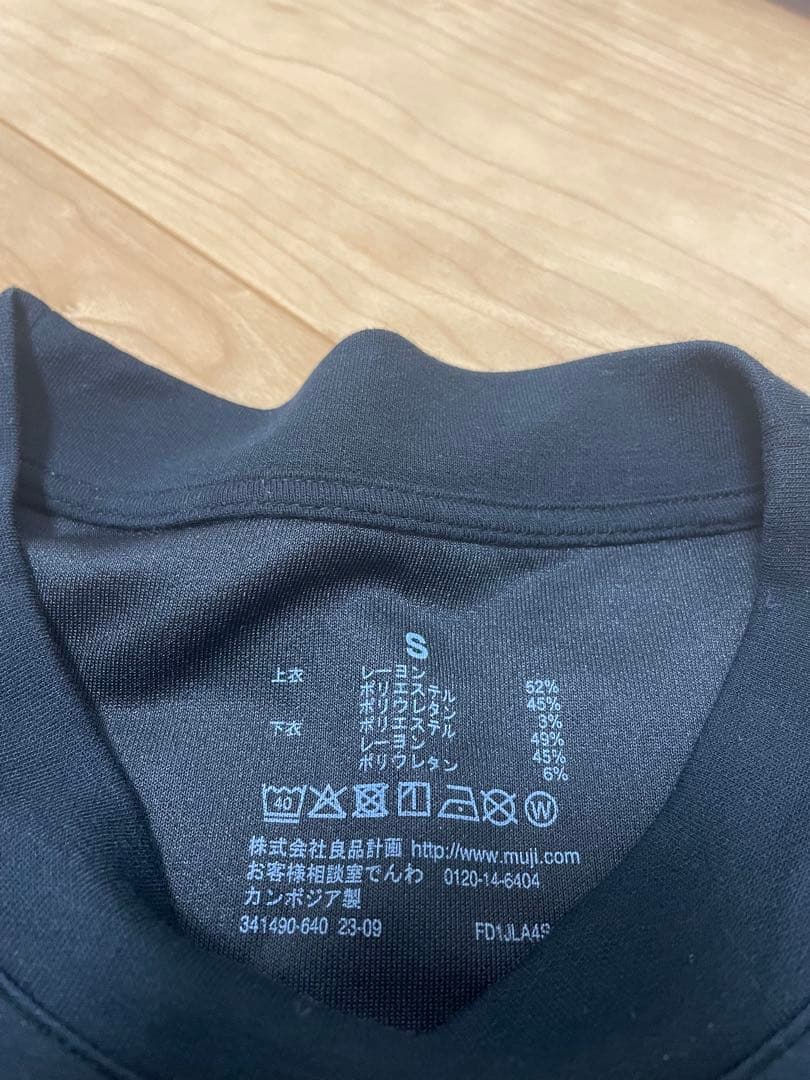 S
上衣 レーヨン 52%
ポリエステル 45%
ポリウレタン 3%
下衣 ポリエステル 49%
レーヨン 45%
ポリウレタン 6%
40 W
株式会社良品計画 http://www.muji.com
お客様相談室でんわ 0120-14-6404
カンボジア製
341490-640 23-09 FD1JLA4S